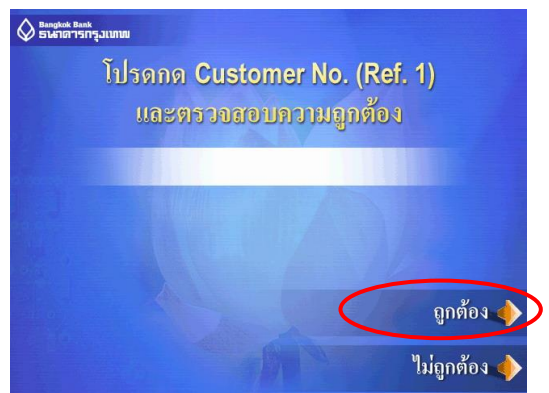 Bangkok Bank
ธนาคารกรุงเทพ
โปรดกด Customer No. (Ref. 1)
และตรวจสอบความถูกต้อง
ถูกต้อง
ไม่ถูกต้อง